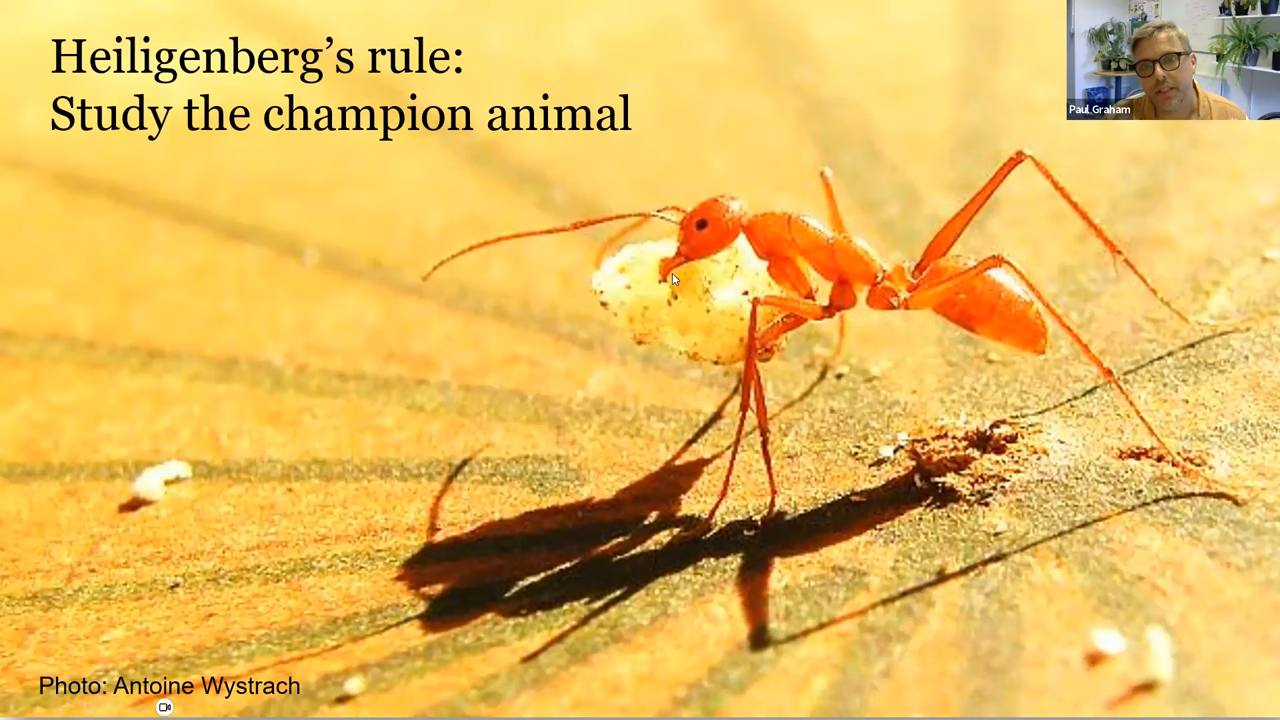 Heiligenberg’s rule:
Study the champion animal
Paul Graham
Photo: Antoine Wystrach